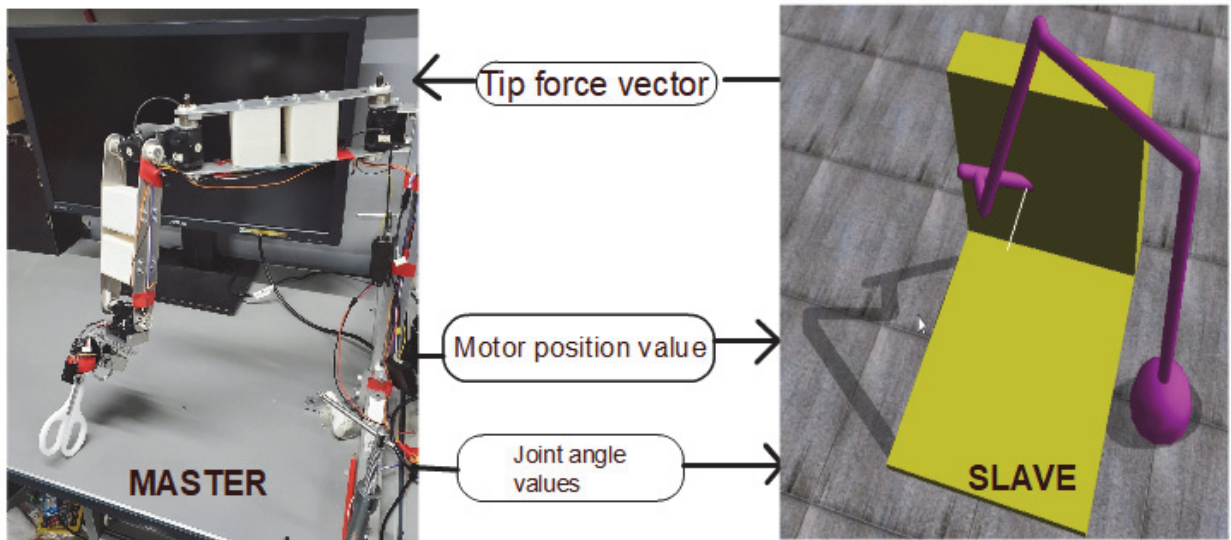 Tip force vector
Motor position value
Joint angle
values
MASTER
SLAVE